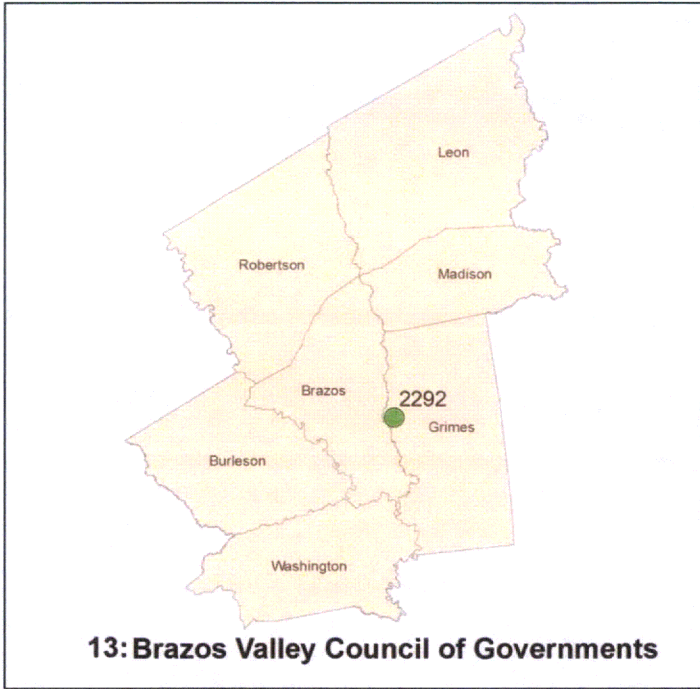 Leon
Robertson
Madison
Brazos
2292
Grimes
Burleson
Washington
13: Brazos Valley Council of Governments